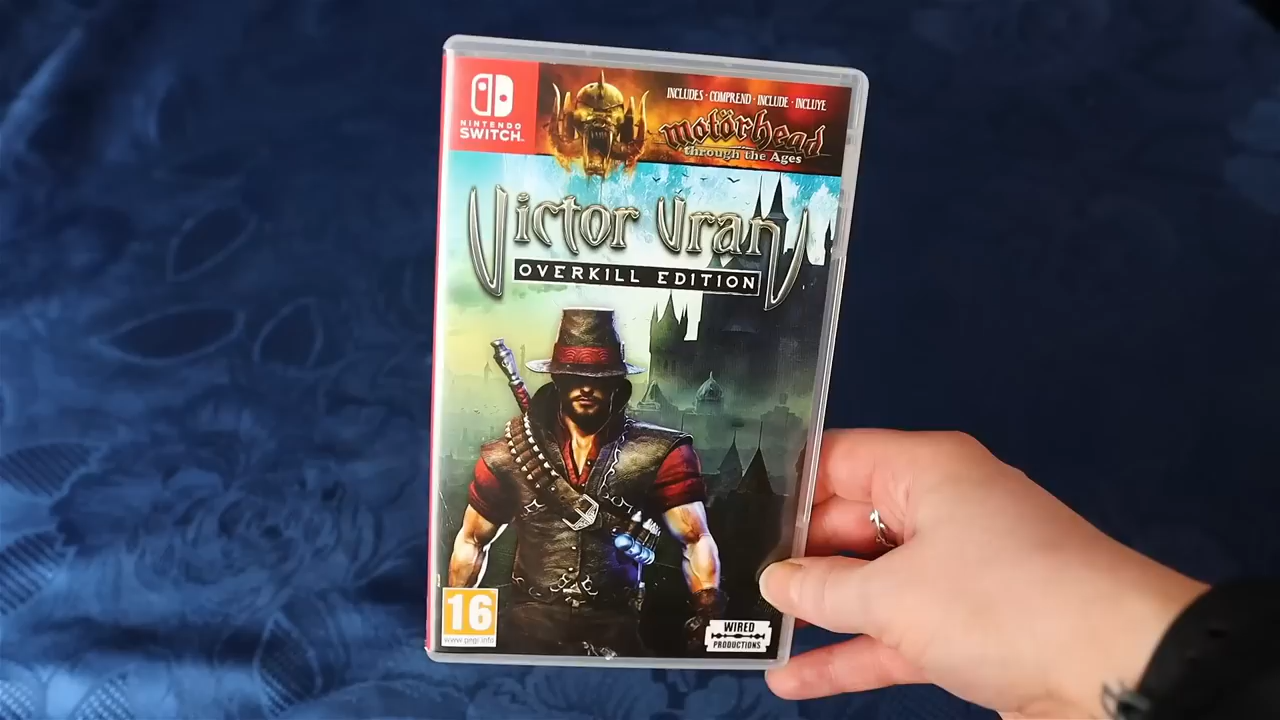 NINTENDO
SWITCH™
INCLUDES · COMPREND · INCLUDE · INCLUYE
motörhead
through the Ages
Victor Vran
OVERKILL EDITION
16
www.pegi.info
WIRED
PRODUCTIONS